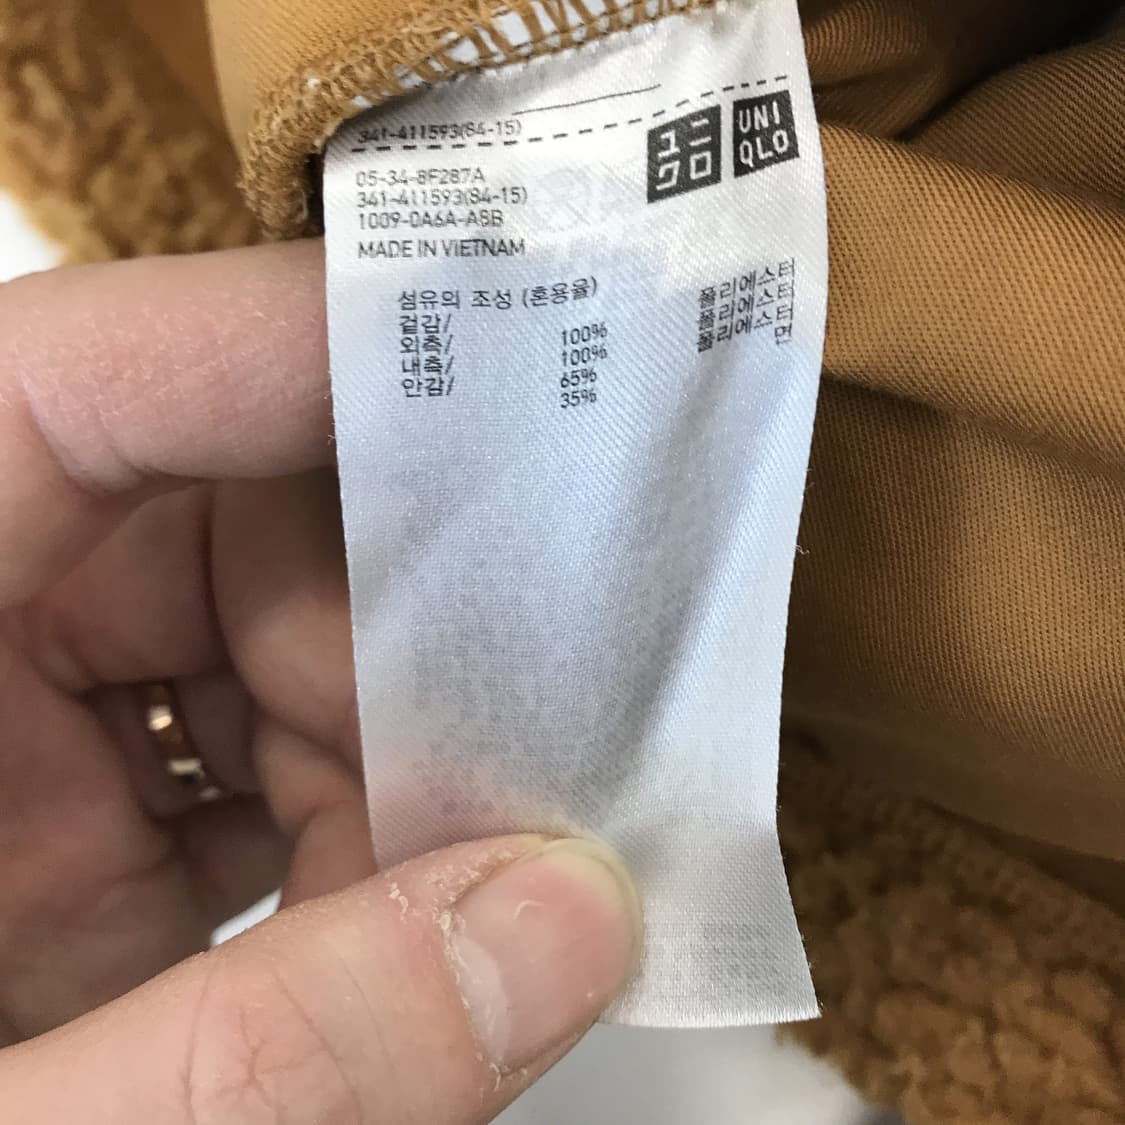 341-411593(84-15)
ユニ
クロ
UNI
QLO
05-34-8F287A
341-411593(84-15)
1009-0A6A-A8B
MADE IN VIETNAM
섬유의 조성 (혼용율)
겉감/
외측/ 100% 폴리에스터
내측/ 100% 폴리에스터
안감/ 65% 폴리에스터
35% 면